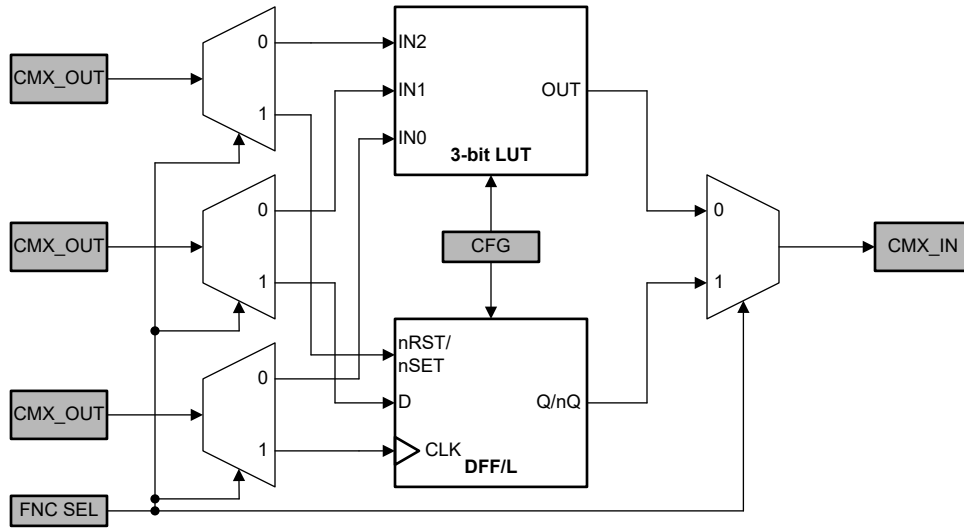 CMX_OUT
0
1
IN2
IN1
IN0
OUT
3-bit LUT
CMX_OUT
0
1
CFG
0
1
CMX_IN
CMX_OUT
0
1
nRST/
nSET
D
CLK
Q/nQ
DFF/L
FNC SEL